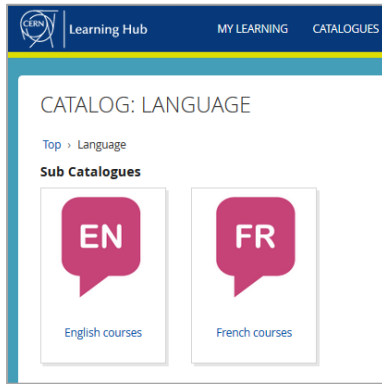 CERN Learning Hub MY LEARNING CATALOGUES
CATALOG: LANGUAGE
Top › Language
Sub Catalogues
EN FR
English courses French courses